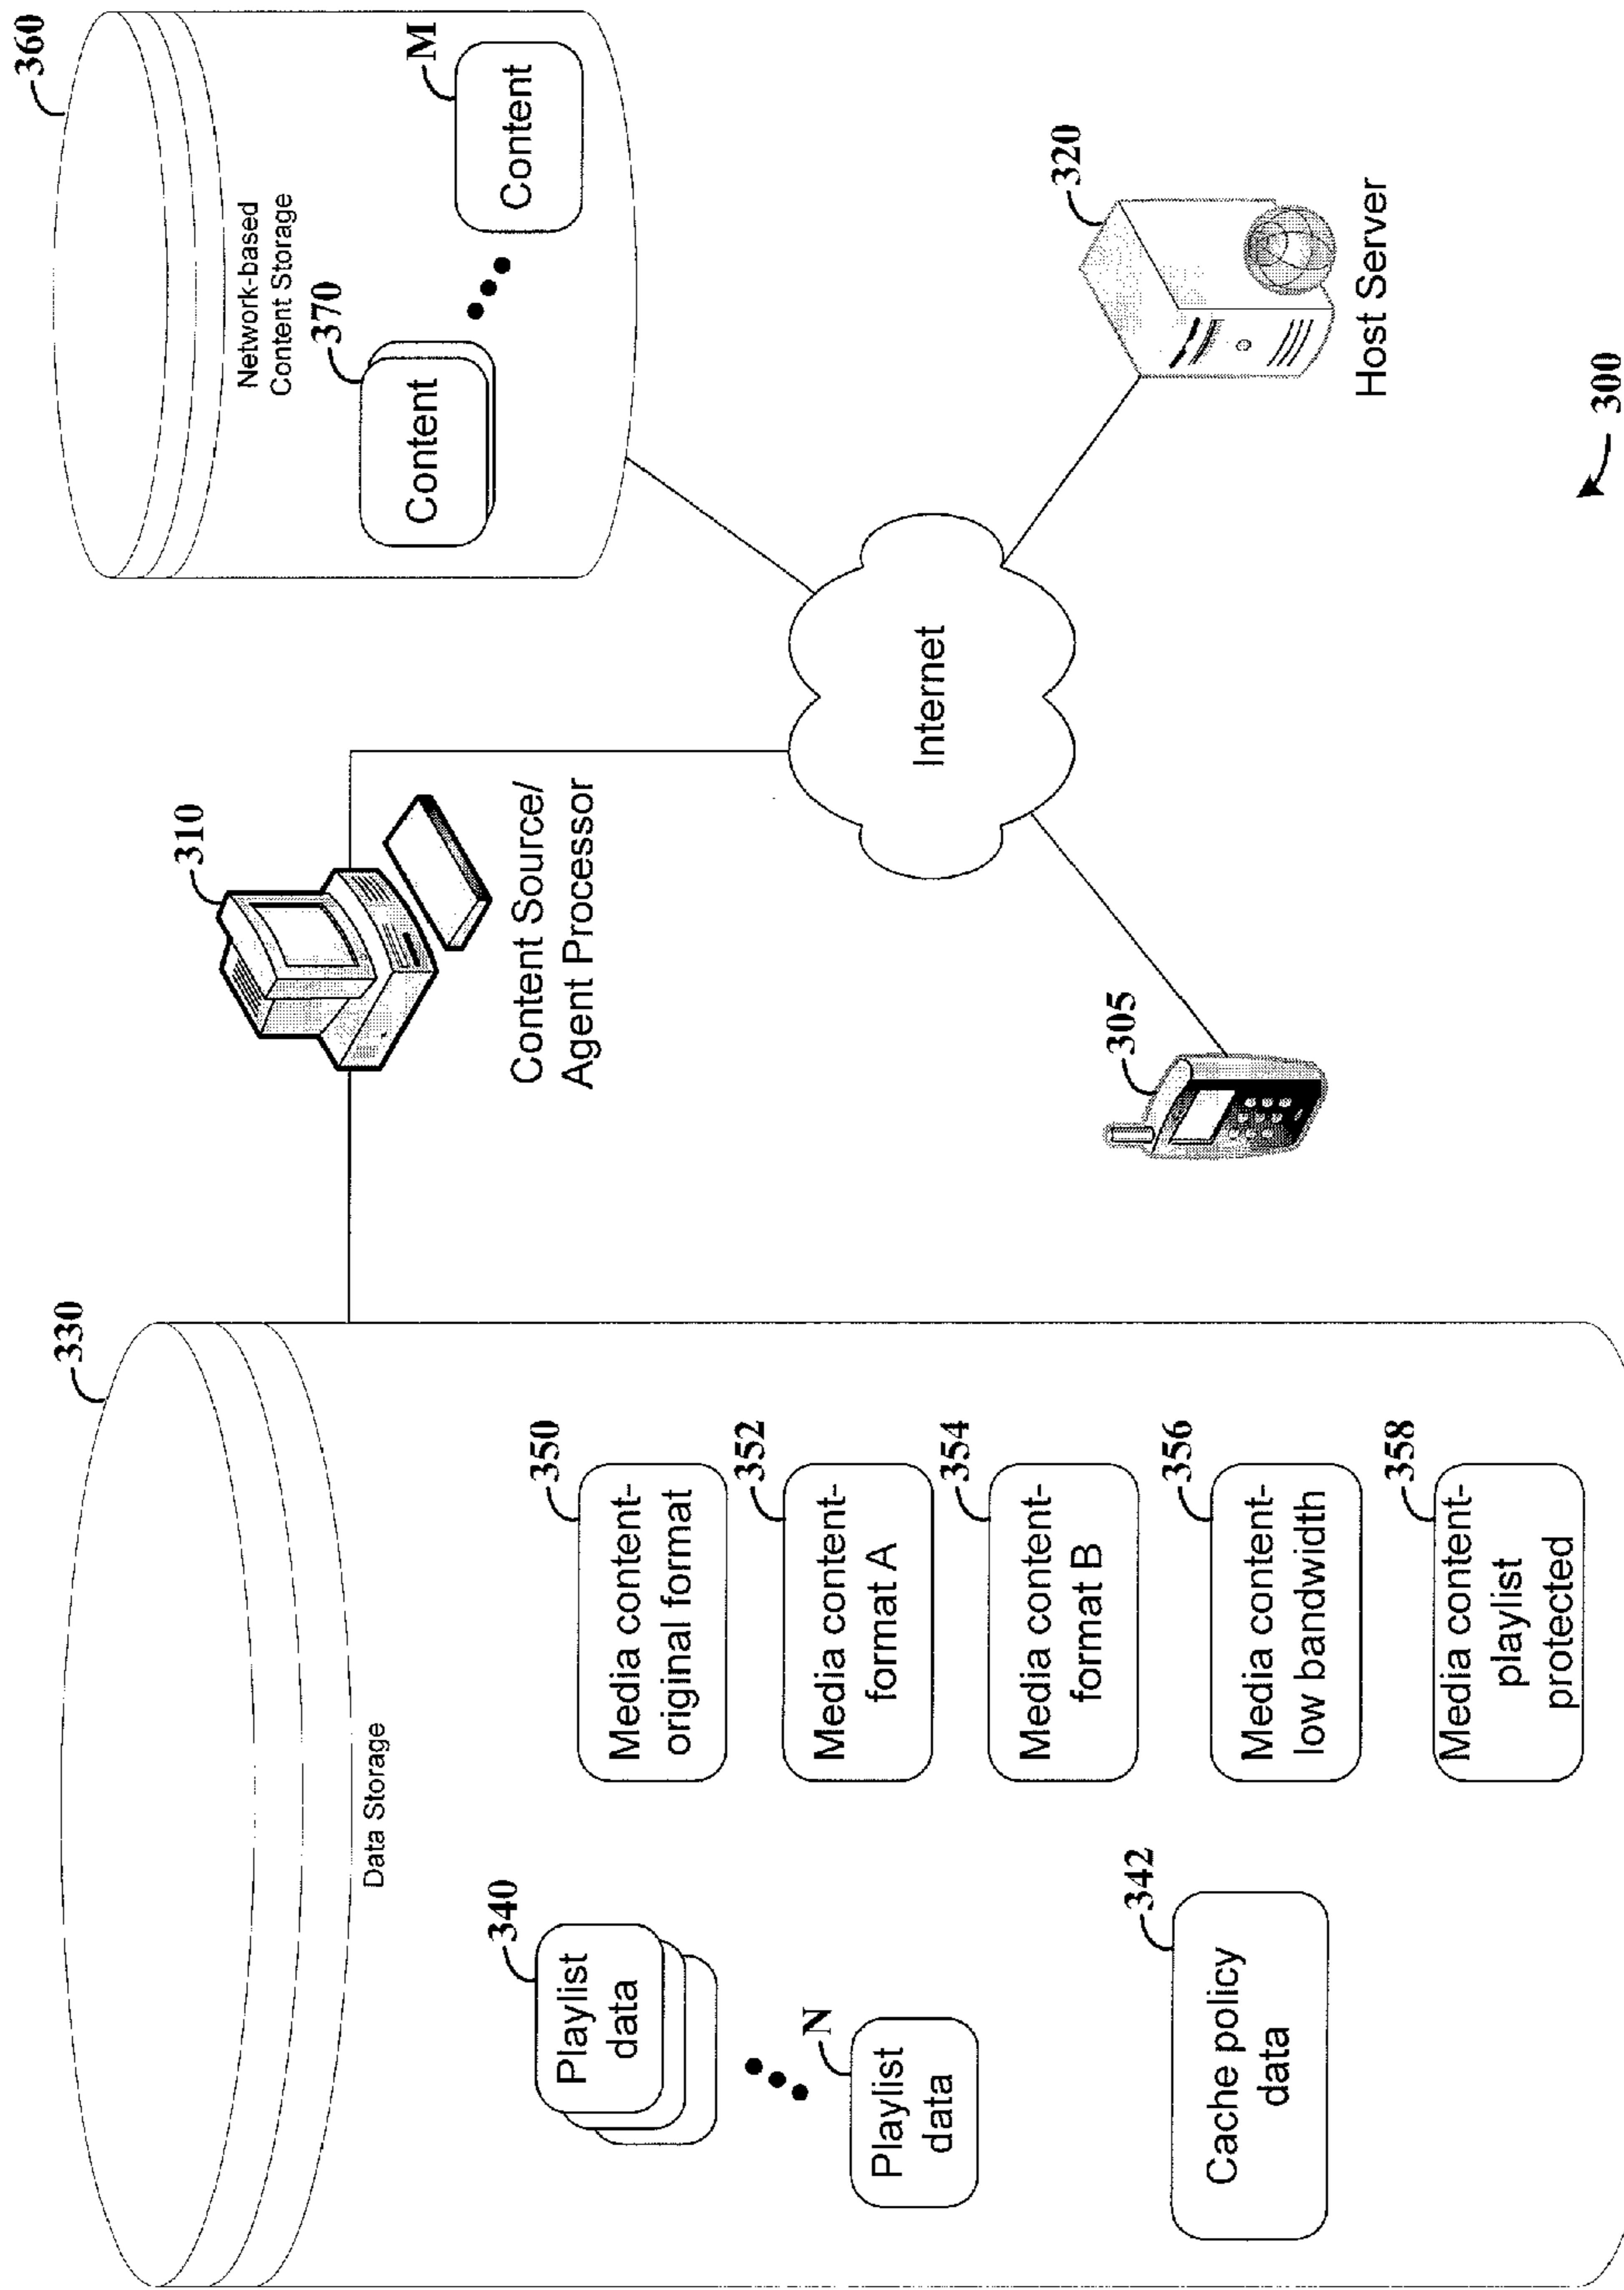 330
Data Storage
340
Playlist
data
N
Playlist
data
342
Cache policy
data
350
Media content-
original format
352
Media content-
format A
354
Media content-
format B
356
Media content-
low bandwidth
358
Media content-
playlist
protected
310
Content Source/
Agent Processor
305
Internet
360
Network-based
Content Storage
370
Content
M
Content
320
Host Server
300